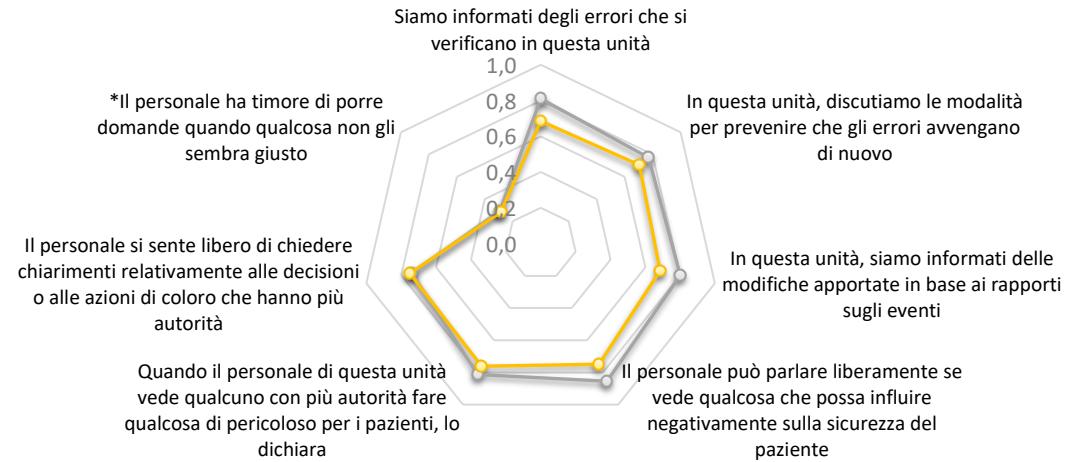 Siamo informati degli errori che si
verificano in questa unità
1,0
0,8
0,6
0,4
0,2
0,0
In questa unità, discutiamo le modalità
per prevenire che gli errori avvengano
di nuovo
In questa unità, siamo informati delle
modifiche apportate in base ai rapporti
sugli eventi
Il personale può parlare liberamente se
vede qualcosa che possa influire
negativamente sulla sicurezza del
paziente
Quando il personale di questa unità
vede qualcuno con più autorità fare
qualcosa di pericoloso per i pazienti, lo
dichiara
Il personale si sente libero di chiedere
chiarimenti relativamente alle decisioni
o alle azioni di coloro che hanno più
autorità
*Il personale ha timore di porre
domande quando qualcosa non gli
sembra giusto